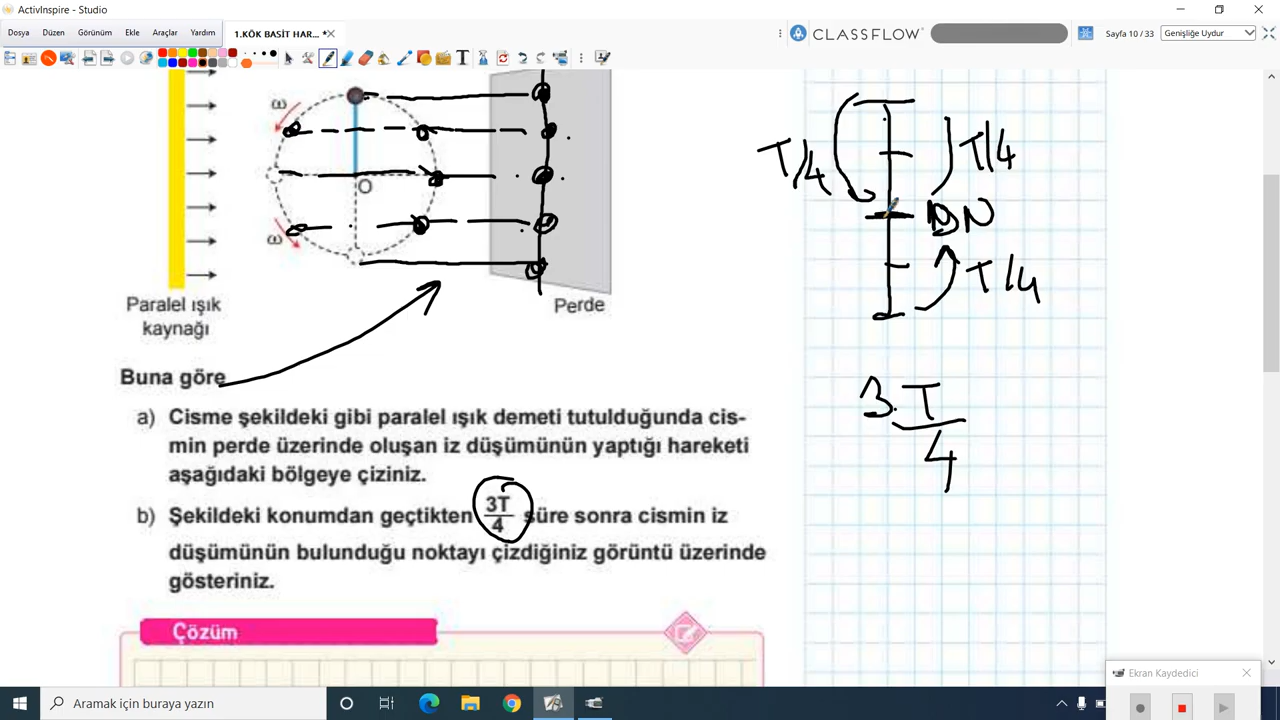 ActivInspire - Studio
1.KÖK BASİT HAR... *
Dosya Düzen Görünüm Ekle Araçlar Yardım
CLASSFLOW
Sayfa 10 / 33
Genişliğe Uydur
ω
O
ω
Paralel ışık
kaynağı
Perde
T/4
T/4
DN
T/4
3.T
4
Buna göre
a) Cisme şekildeki gibi paralel ışık demeti tutulduğunda cis-
min perde üzerinde oluşan iz düşümünün yaptığı hareketi
aşağıdaki bölgeye çiziniz.
b) Şekildeki konumdan geçtikten 3T/4 süre sonra cismin iz
düşümünün bulunduğu noktayı çizdiğiniz görüntü üzerinde
gösteriniz.
Çözüm
Ekran Kaydedici
Aramak için buraya yazın